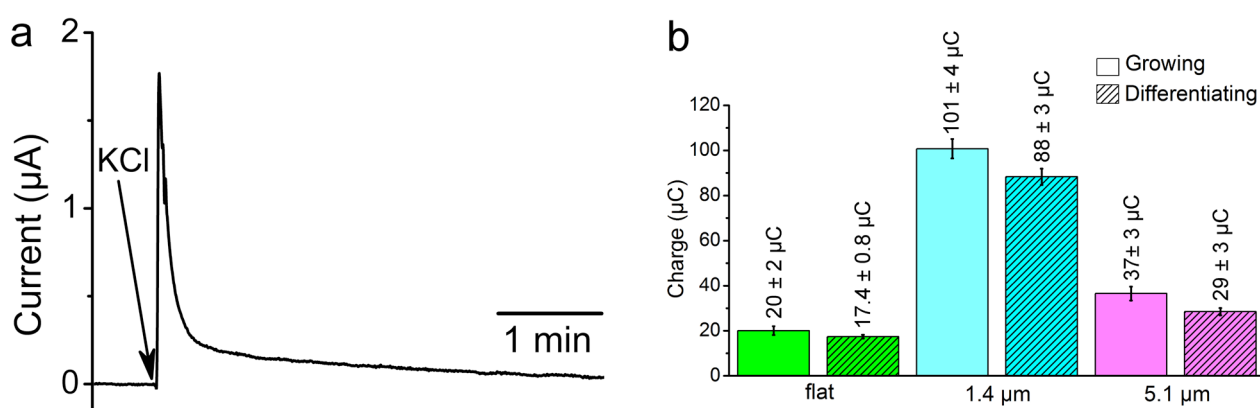 a
2
1
0
Current (µA)
KCl
1 min
b
Growing
Differentiating
120
100
80
60
40
20
0
Charge (µC)
20 ± 2 µC
17.4 ± 0.8 µC
101 ± 4 µC
88 ± 3 µC
37± 3 µC
29 ± 3 µC
flat
1.4 µm
5.1 µm